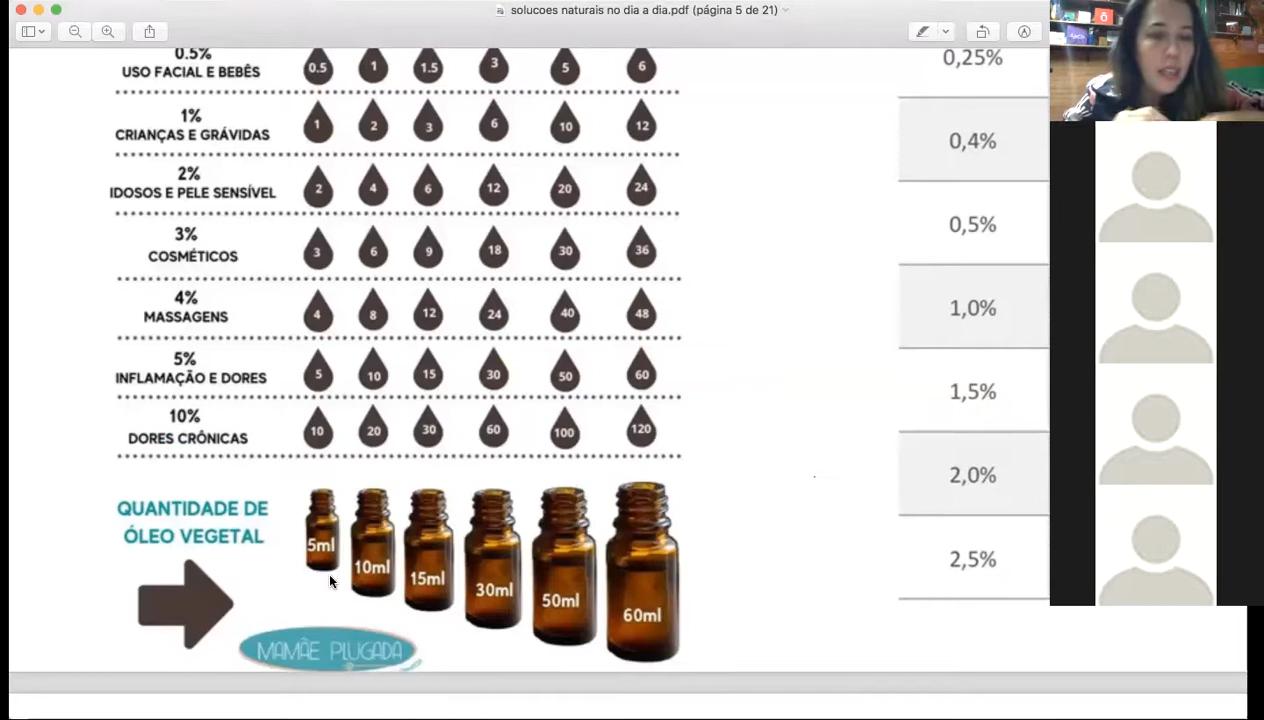 solucoes naturais no dia a dia.pdf (página 5 de 21)
0.5%
USO FACIAL E BEBÊS
0.5 1 1.5 3 5 6
1%
CRIANÇAS E GRÁVIDAS
1 2 3 6 10 12
2%
IDOSOS E PELE SENSÍVEL
2 4 6 12 20 24
3%
COSMÉTICOS
3 6 9 18 30 36
4%
MASSAGENS
4 8 12 24 40 48
5%
INFLAMAÇÃO E DORES
5 10 15 30 50 60
10%
DORES CRÔNICAS
10 20 30 60 100 120
QUANTIDADE DE
ÓLEO VEGETAL
5ml 10ml 15ml 30ml 50ml 60ml
MAMÃE PLUGADA
0,25%
0,4%
0,5%
1,0%
1,5%
2,0%
2,5%